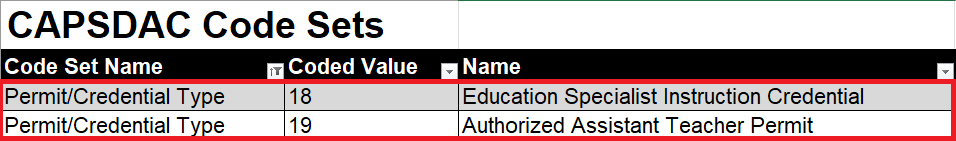 CAPSDAC Code Sets
Code Set Name Coded Value Name
Permit/Credential Type 18 Education Specialist Instruction Credential
Permit/Credential Type 19 Authorized Assistant Teacher Permit